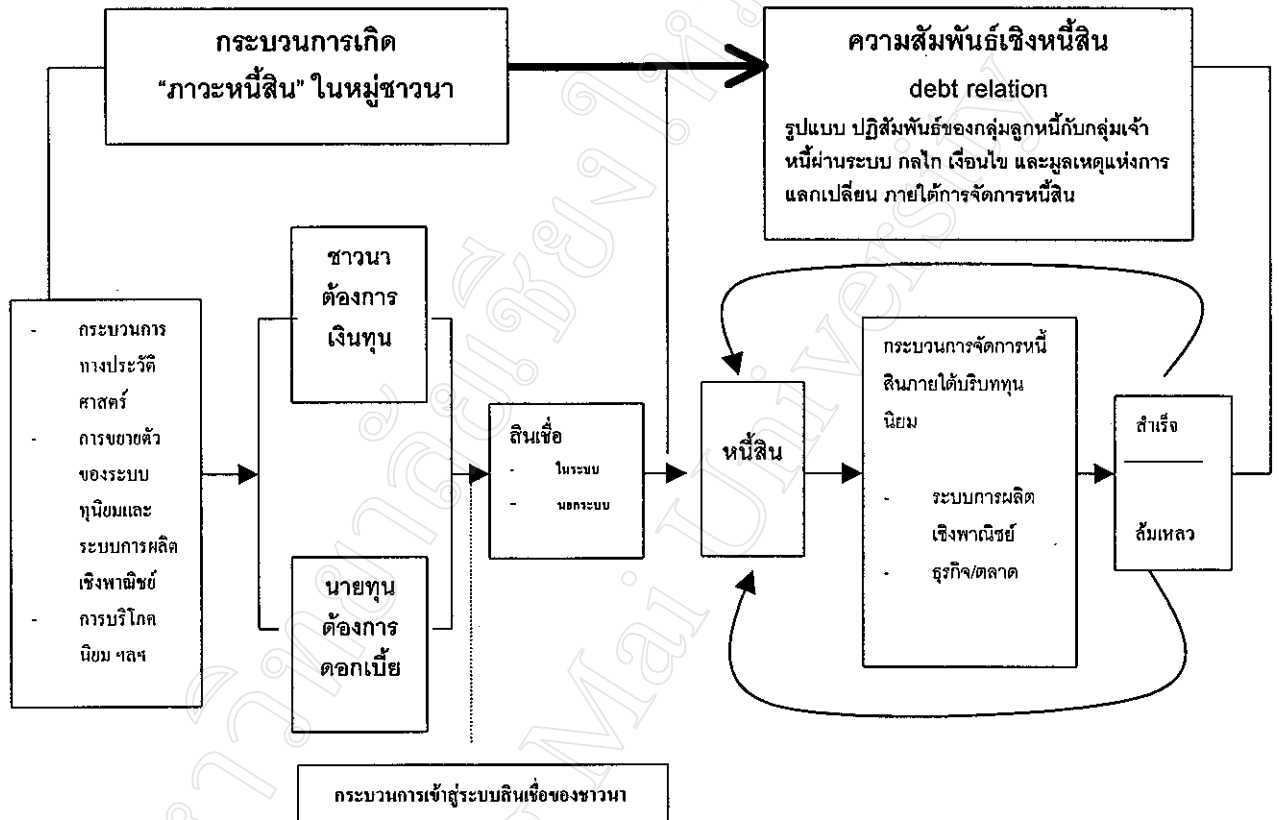 กระบวนการเกิด
“ภาวะหนี้สิน” ในหมู่ชาวนา
ความสัมพันธ์เชิงหนี้สิน
debt relation
รูปแบบ ปฏิสัมพันธ์ของกลุ่มลูกหนี้กับกลุ่มเจ้า
หนี้ผ่านระบบ กลไก เงื่อนไข และมูลเหตุแห่งการ
แลกเปลี่ยน ภายใต้การจัดการหนี้สิน
- กระบวนการ
ทางประวัติ
ศาสตร์
- การขยายตัว
ของระบบ
ทุนิยมและ
ระบบการผลิต
เชิงพาณิชย์
- การบริโภค
นิยม ฯลฯ
ชาวนา
ต้องการ
เงินทุน
นายทุน
ต้องการ
ดอกเบี้ย
สินเชื่อ
- ในระบบ
- นอกระบบ
หนี้สิน
กระบวนการจัดการหนี้
สินภายใต้บริบททุน
นิยม
- ระบบการผลิต
เชิงพาณิชย์
- ธุรกิจ/ตลาด
สำเร็จ
ล้มเหลว
กระบวนการเข้าสู่ระบบสินเชื่อของชาวนา
Mai University